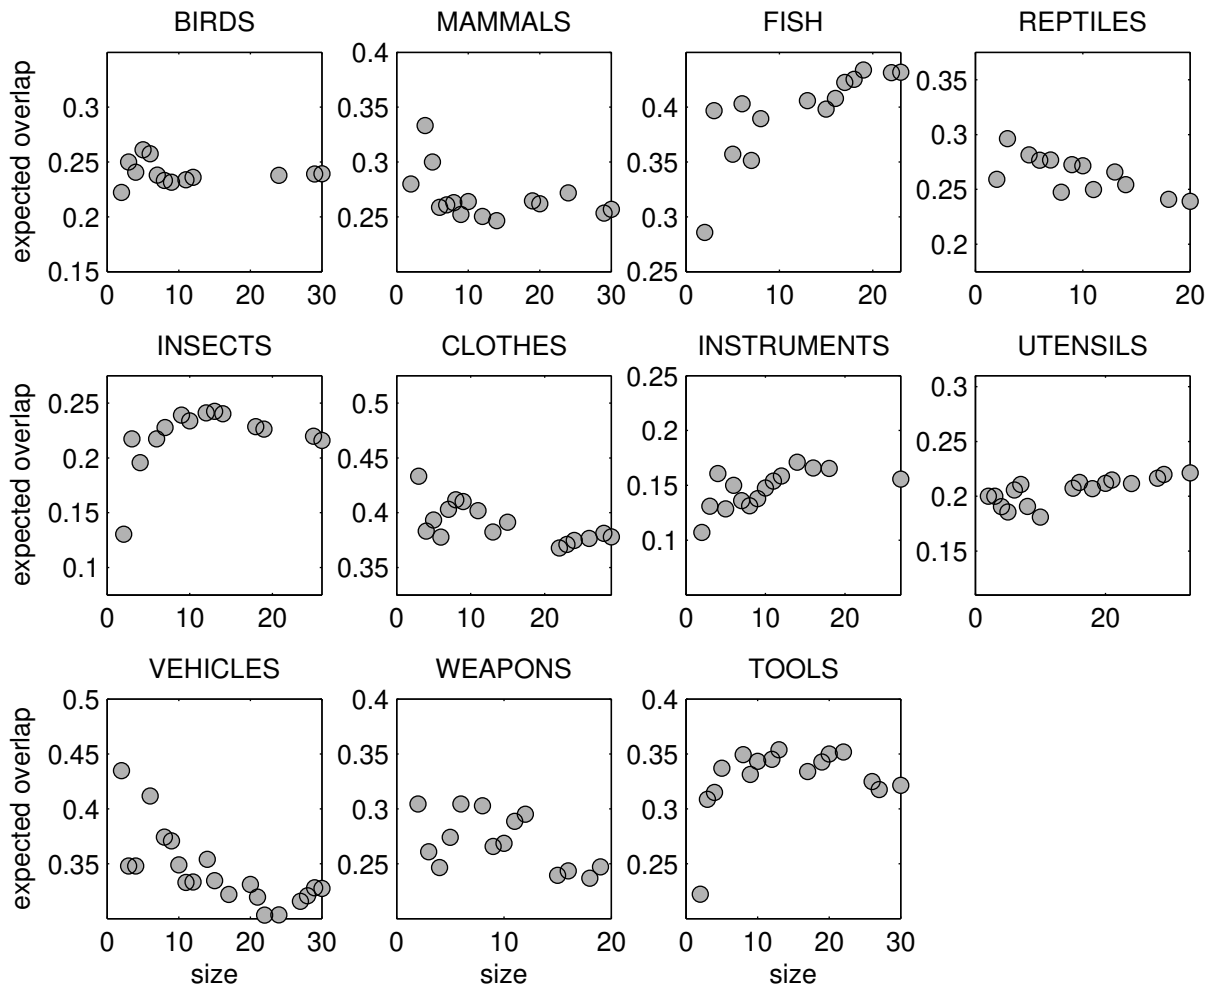 BIRDS MAMMALS FISH REPTILES
expected overlap
0.3
0.25
0.2
0.15
0 10 20 30
0.4
0.35
0.3
0.25
0 10 20 30
0.4
0.35
0.3
0.25
0 10 20
0.35
0.3
0.25
0.2
0 10 20
INSECTS CLOTHES INSTRUMENTS UTENSILS
expected overlap
0.25
0.2
0.15
0.1
0 10 20
0.5
0.45
0.4
0.35
0 20
0.25
0.2
0.15
0.1
0 20
0.3
0.25
0.2
0.15
0 20
VEHICLES WEAPONS TOOLS
expected overlap
0.5
0.45
0.4
0.35
0 10 20 30
size
0.4
0.35
0.3
0.25
0 10 20
size
0.4
0.35
0.3
0.25
0 10 20 30
size